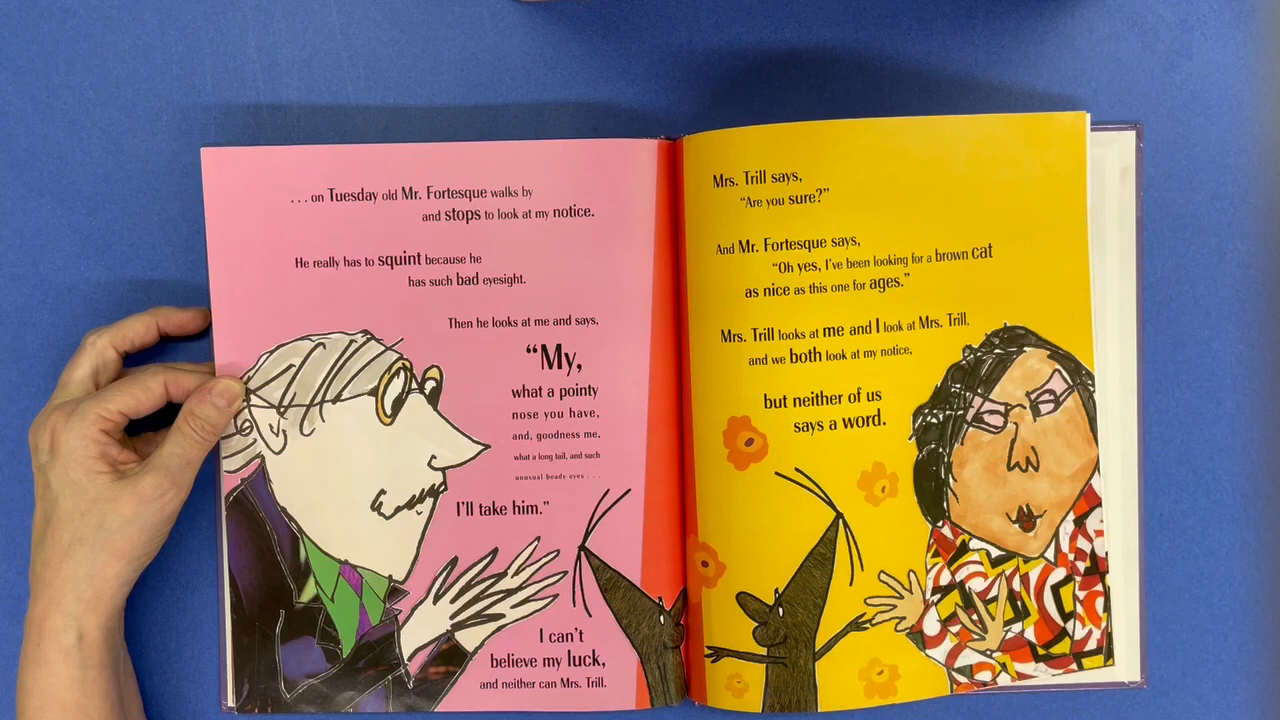 ...on Tuesday old Mr. Fortesque walks by
and stops to look at my notice.
He really has to squint because he
has such bad eyesight.
Then he looks at me and says,
“My,
what a pointy
nose you have,
and, goodness me,
what a long tail, and such
unusual beady eyes...
I'll take him.”
I can't
believe my luck,
and neither can Mrs. Trill.
Mrs. Trill says,
“Are you sure?”
And Mr. Fortesque says,
“Oh yes, I've been looking for a brown cat
as nice as this one for ages.”
Mrs. Trill looks at me and I look at Mrs. Trill,
and we both look at my notice,
but neither of us
says a word.